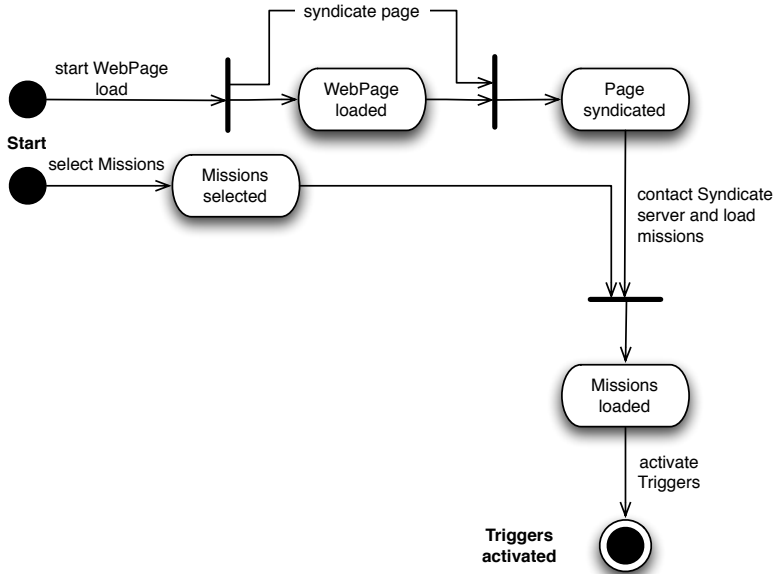 syndicate page
start WebPage
load
WebPage
loaded
Page
syndicated
Start
select Missions
Missions
selected
contact Syndicate
server and load
missions
Missions
loaded
activate
Triggers
Triggers
activated